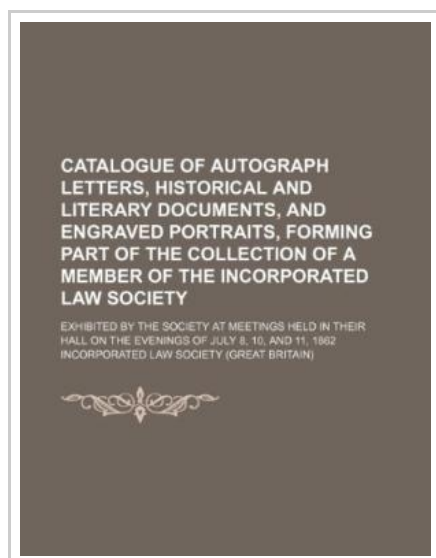 CATALOGUE OF AUTOGRAPH
LETTERS, HISTORICAL AND
LITERARY DOCUMENTS, AND
ENGRAVED PORTRAITS, FORMING
PART OF THE COLLECTION OF A
MEMBER OF THE INCORPORATED
LAW SOCIETY
EXHIBITED BY THE SOCIETY AT MEETINGS HELD IN THEIR
HALL ON THE EVENINGS OF JULY 8, 10, AND 11, 1862
INCORPORATED LAW SOCIETY (GREAT BRITAIN)